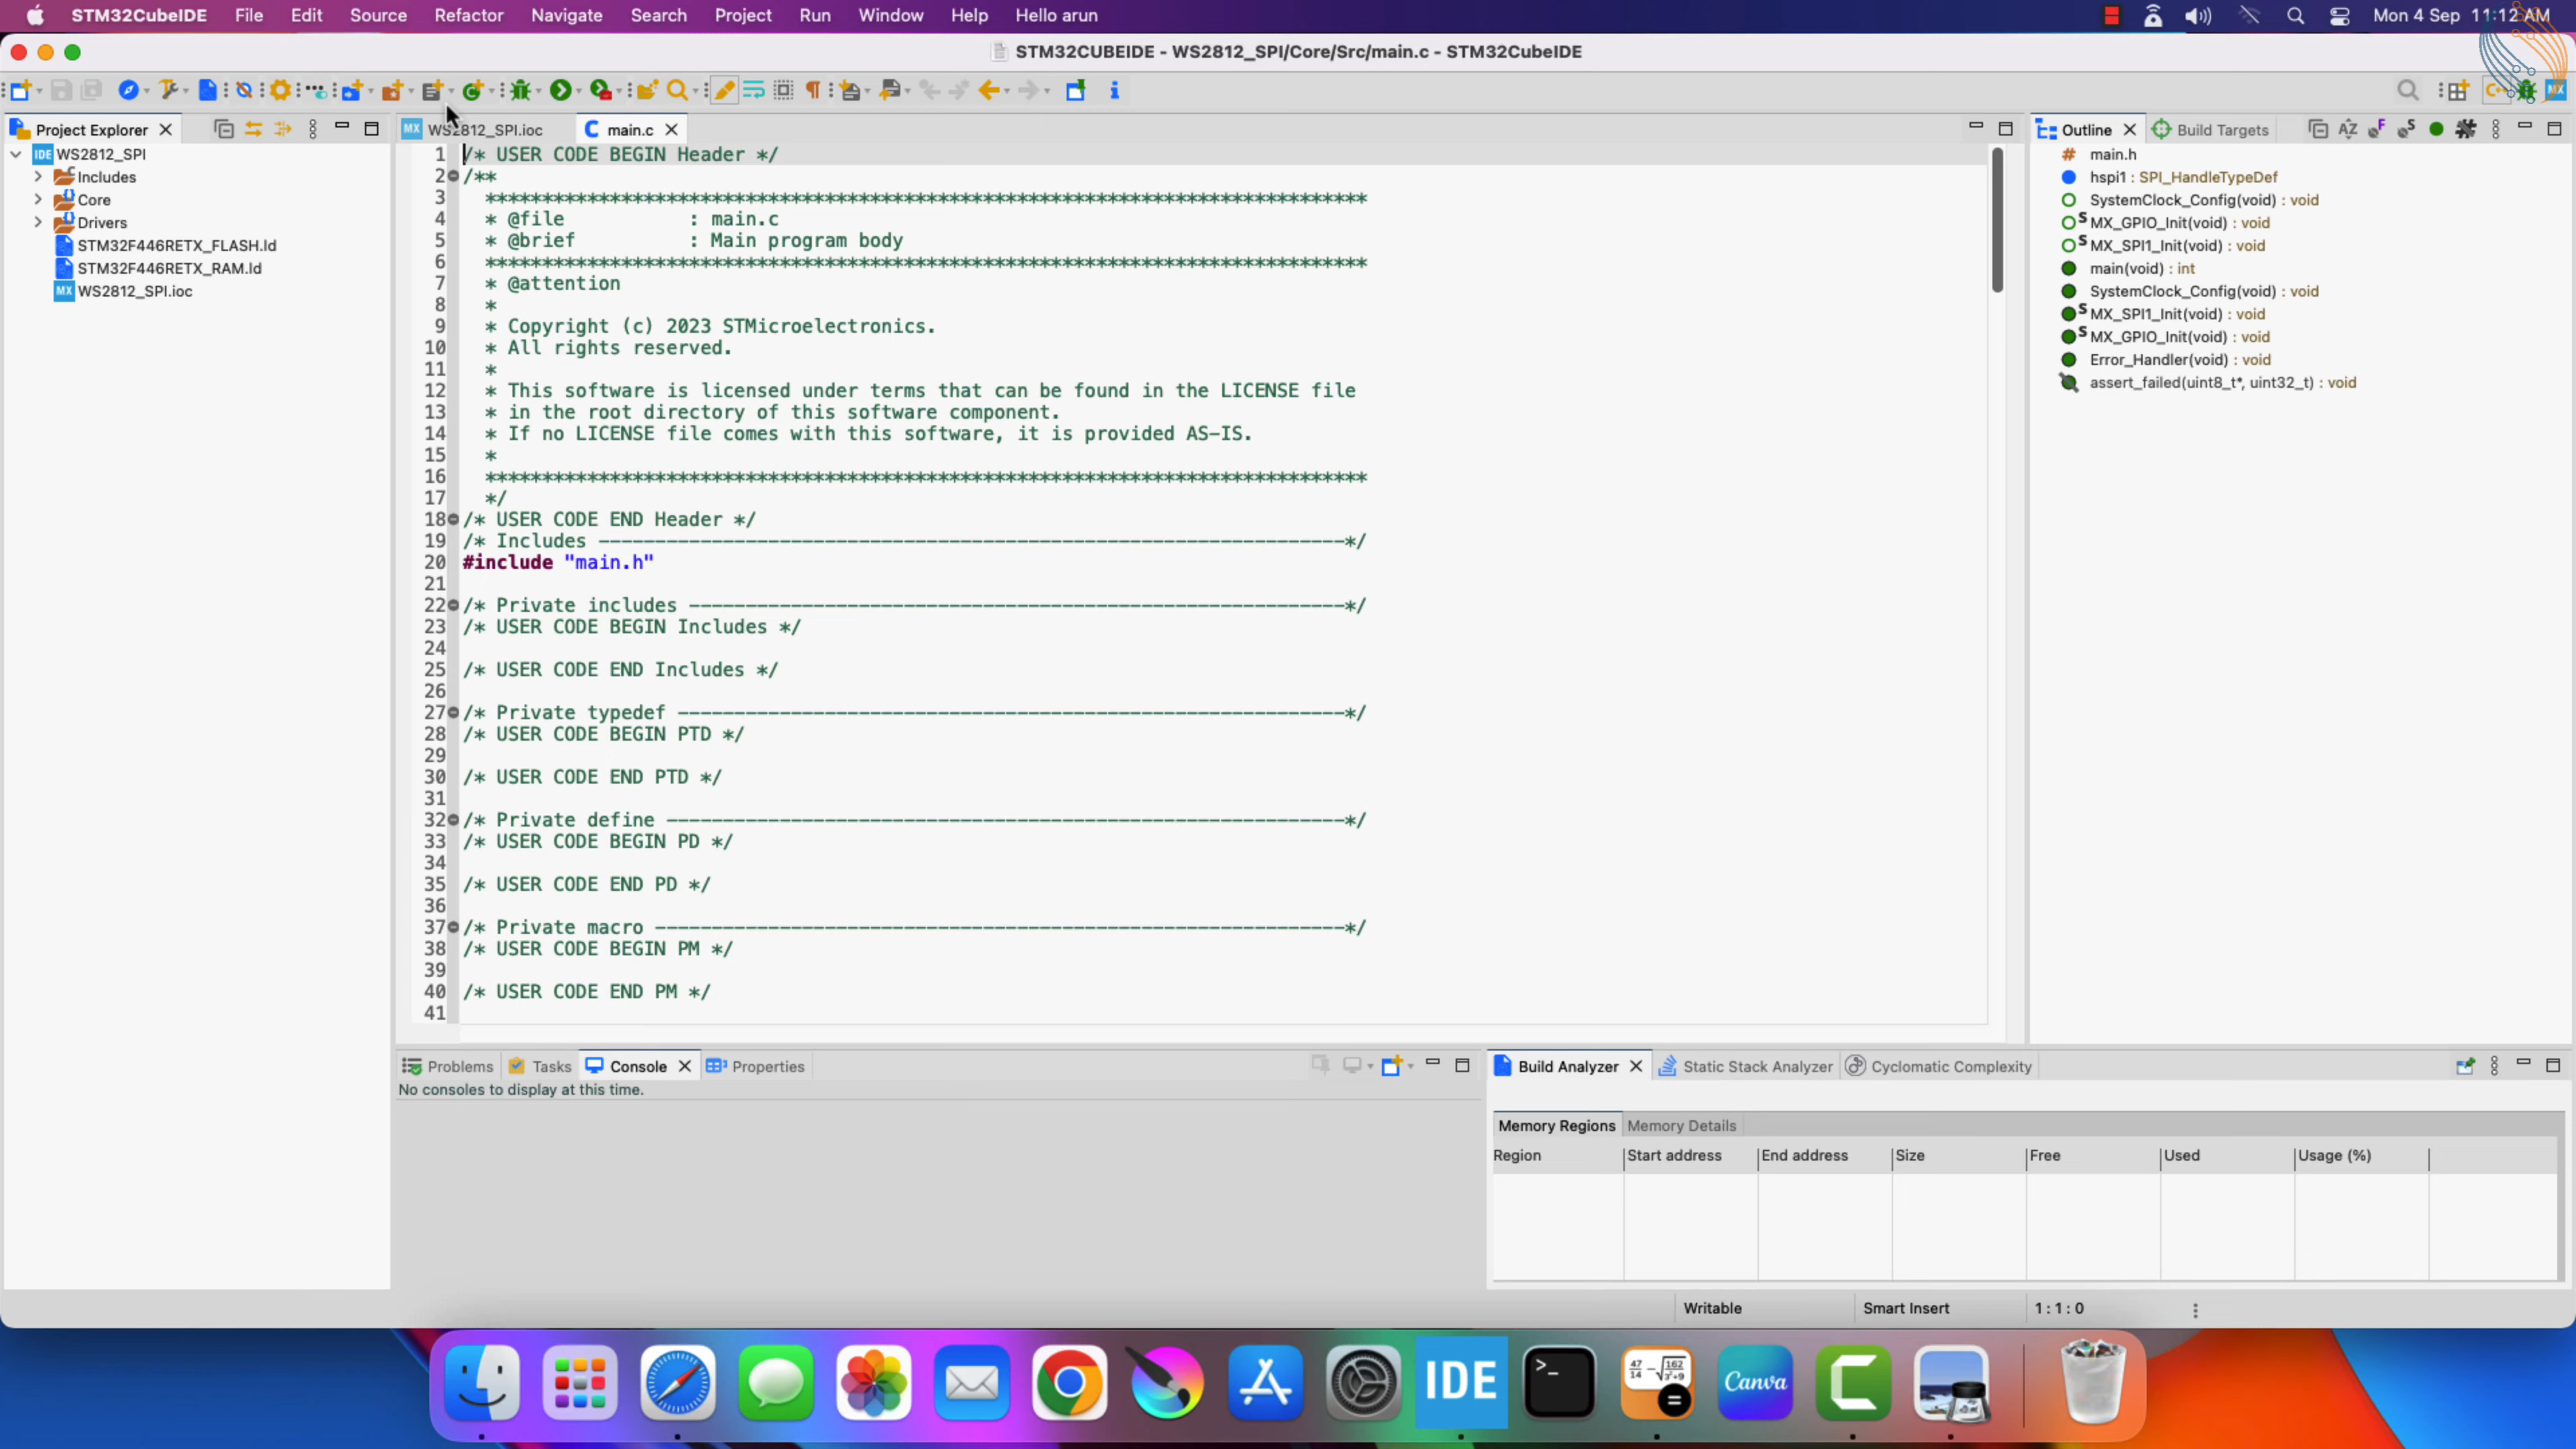 STM32CubeIDE File Edit Source Refactor Navigate Search Project Run Window Help Hello arun Mon 4 Sep 11:12 AM
STM32CUBEIDE - WS2812_SPI/Core/Src/main.c - STM32CubeIDE
Project Explorer
WS2812_SPI
Includes
Core
Drivers
STM32F446RETX_FLASH.ld
STM32F446RETX_RAM.ld
MX WS2812_SPI.ioc
MX WS2812_SPI.ioc main.c
1 /* USER CODE BEGIN Header */
2 /**
3 ******************************************************************************
4 * @file : main.c
5 * @brief : Main program body
6 ******************************************************************************
7 * @attention
8 *
9 * Copyright (c) 2023 STMicroelectronics.
10 * All rights reserved.
11 *
12 * This software is licensed under terms that can be found in the LICENSE file
13 * in the root directory of this software component.
14 * If no LICENSE file comes with this software, it is provided AS-IS.
15 *
16 ******************************************************************************
17 */
18 /* USER CODE END Header */
19 /* Includes ------------------------------------------------------------------*/
20 #include "main.h"
21
22 /* Private includes ----------------------------------------------------------*/
23 /* USER CODE BEGIN Includes */
24
25 /* USER CODE END Includes */
26
27 /* Private typedef -----------------------------------------------------------*/
28 /* USER CODE BEGIN PTD */
29
30 /* USER CODE END PTD */
31
32 /* Private define ------------------------------------------------------------*/
33 /* USER CODE BEGIN PD */
34
35 /* USER CODE END PD */
36
37 /* Private macro -------------------------------------------------------------*/
38 /* USER CODE BEGIN PM */
39
40 /* USER CODE END PM */
41
Outline Build Targets
main.h
hspi1 : SPI_HandleTypeDef
SystemClock_Config(void) : void
MX_GPIO_Init(void) : void
MX_SPI1_Init(void) : void
main(void) : int
SystemClock_Config(void) : void
MX_SPI1_Init(void) : void
MX_GPIO_Init(void) : void
Error_Handler(void) : void
assert_failed(uint8_t*, uint32_t) : void
Problems Tasks Console Properties
No consoles to display at this time.
Build Analyzer Static Stack Analyzer Cyclomatic Complexity
Memory Regions Memory Details
Region Start address End address Size Free Used Usage (%)
Writable Smart Insert 1 : 1 : 0
IDE
Canva